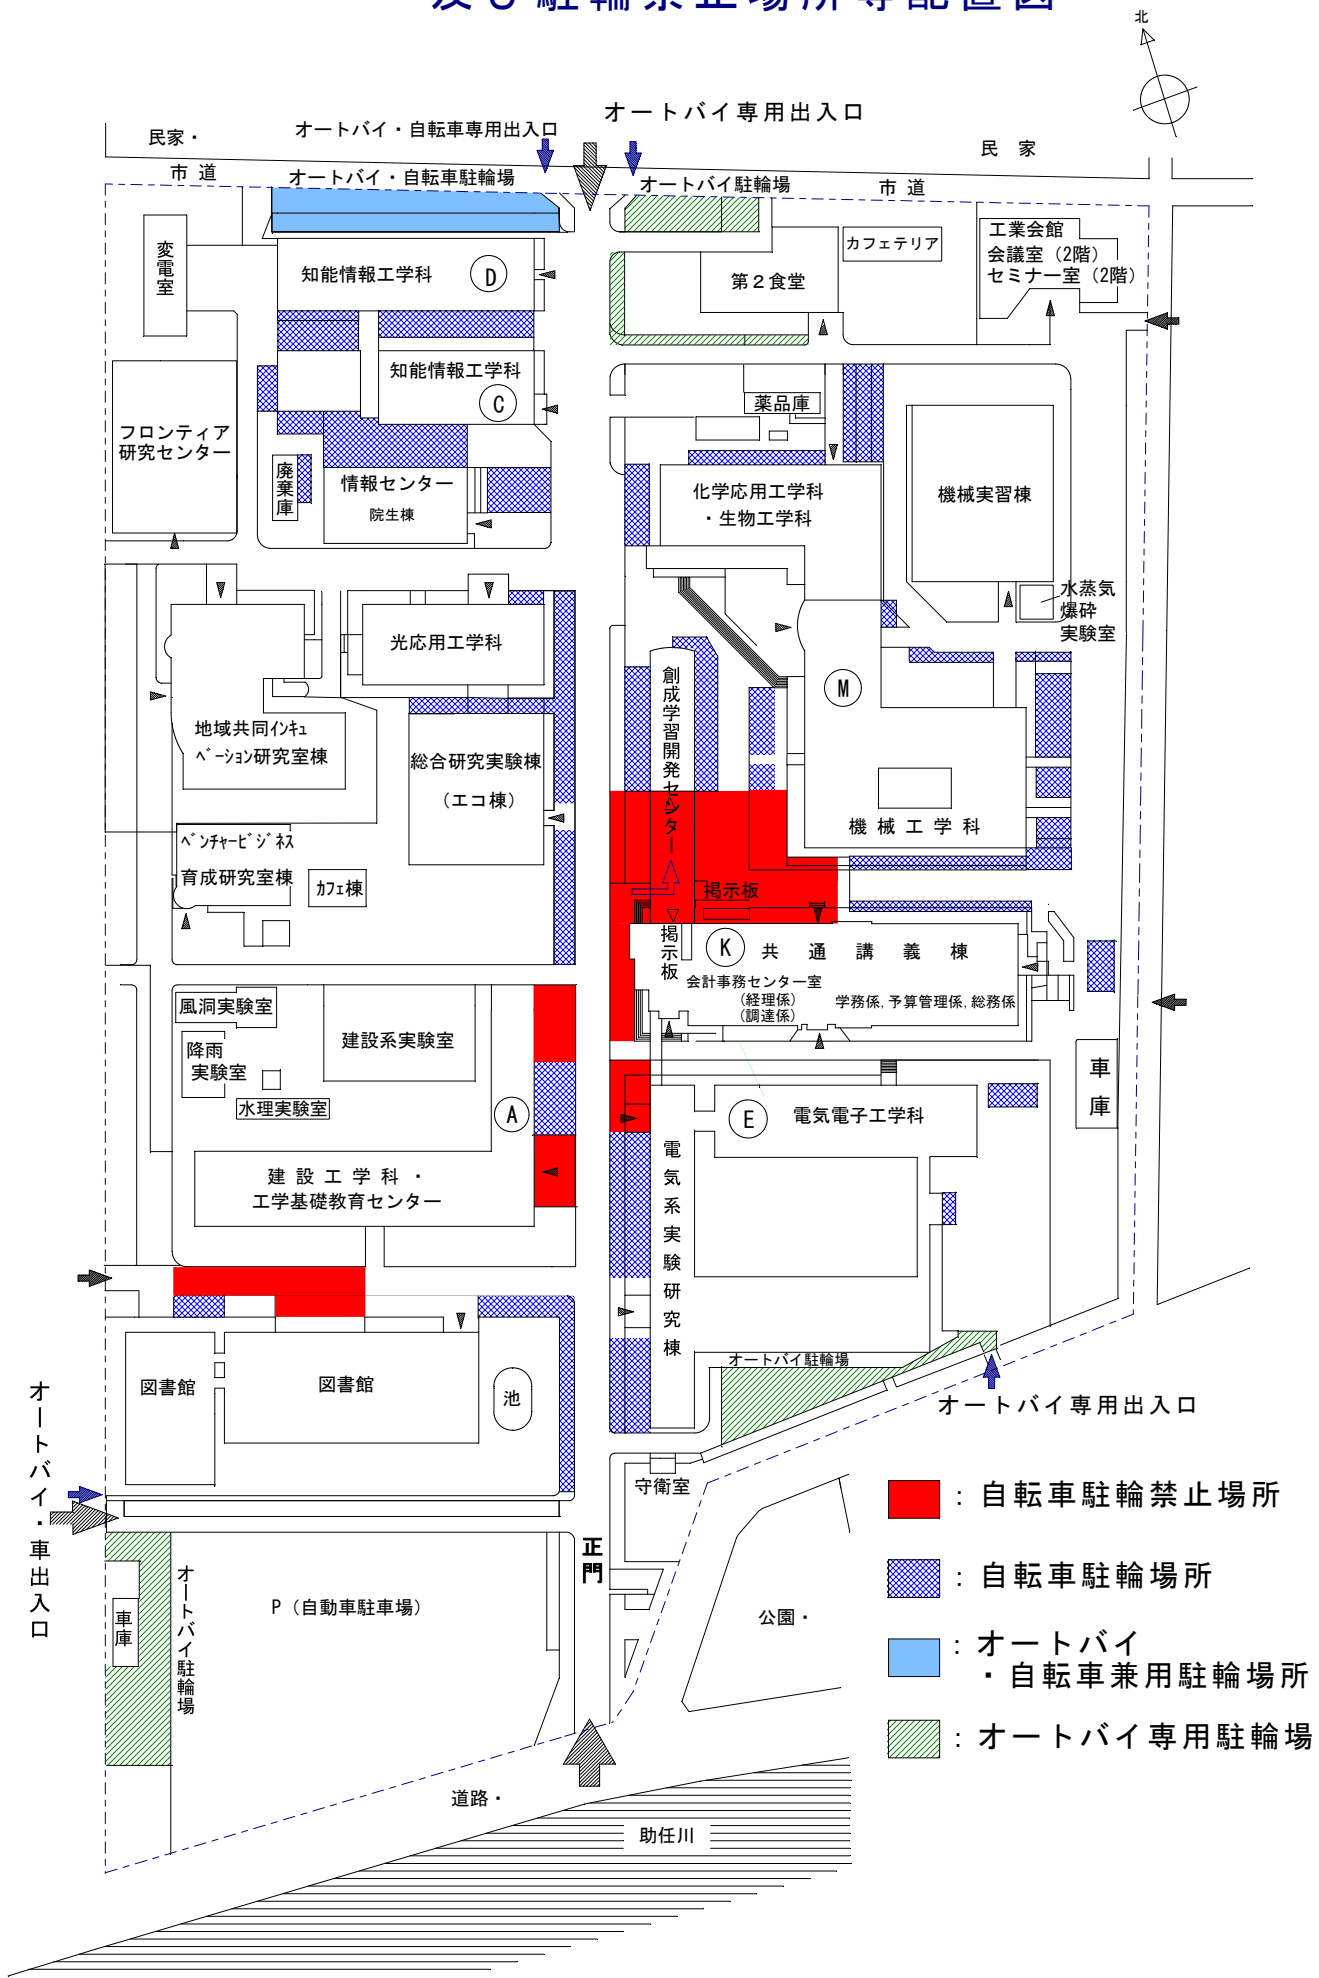 及び駐輪禁止場所等配置図
北
オートバイ専用出入口
オートバイ・自転車専用出入口
民家・
民　家
市 道
オートバイ・自転車駐輪場
オートバイ駐輪場
市 道
変電室
知能情報工学科
D
第２食堂
カフェテリア
工業会館
会議室（2階）
セミナー室（2階）
知能情報工学科
C
薬品庫
フロンティア
研究センター
廃棄庫
情報センター
院生棟
化学応用工学科
・生物工学科
機械実習棟
水蒸気
爆砕
実験室
光応用工学科
創成学習開発センター
M
地域共同ｲﾝｷｭ
ﾍﾞｰｼｮﾝ研究室棟
総合研究実験棟
（エコ棟）
機械工学科
ﾍﾞﾝﾁｬｰﾋﾞｼﾞﾈｽ
育成研究室棟
ｶﾌｪ棟
掲示板
掲示板
K
共通講義棟
会計事務センター室
（経理係）
（調達係）
学務係,予算管理係,総務係
風洞実験室
降雨
実験室
水理実験室
建設系実験室
A
車庫
E
電気電子工学科
電気系実験研究棟
建設工学科・
工学基礎教育センター
図書館
図書館
池
オートバイ駐輪場
オートバイ専用出入口
オートバイ・車出入口
守衛室
正門
：自転車駐輪禁止場所
：自転車駐輪場所
：オートバイ
・自転車兼用駐輪場所
：オートバイ専用駐輪場
車庫
オートバイ駐輪場
P（自動車駐車場）
公園・
道路・
助任川